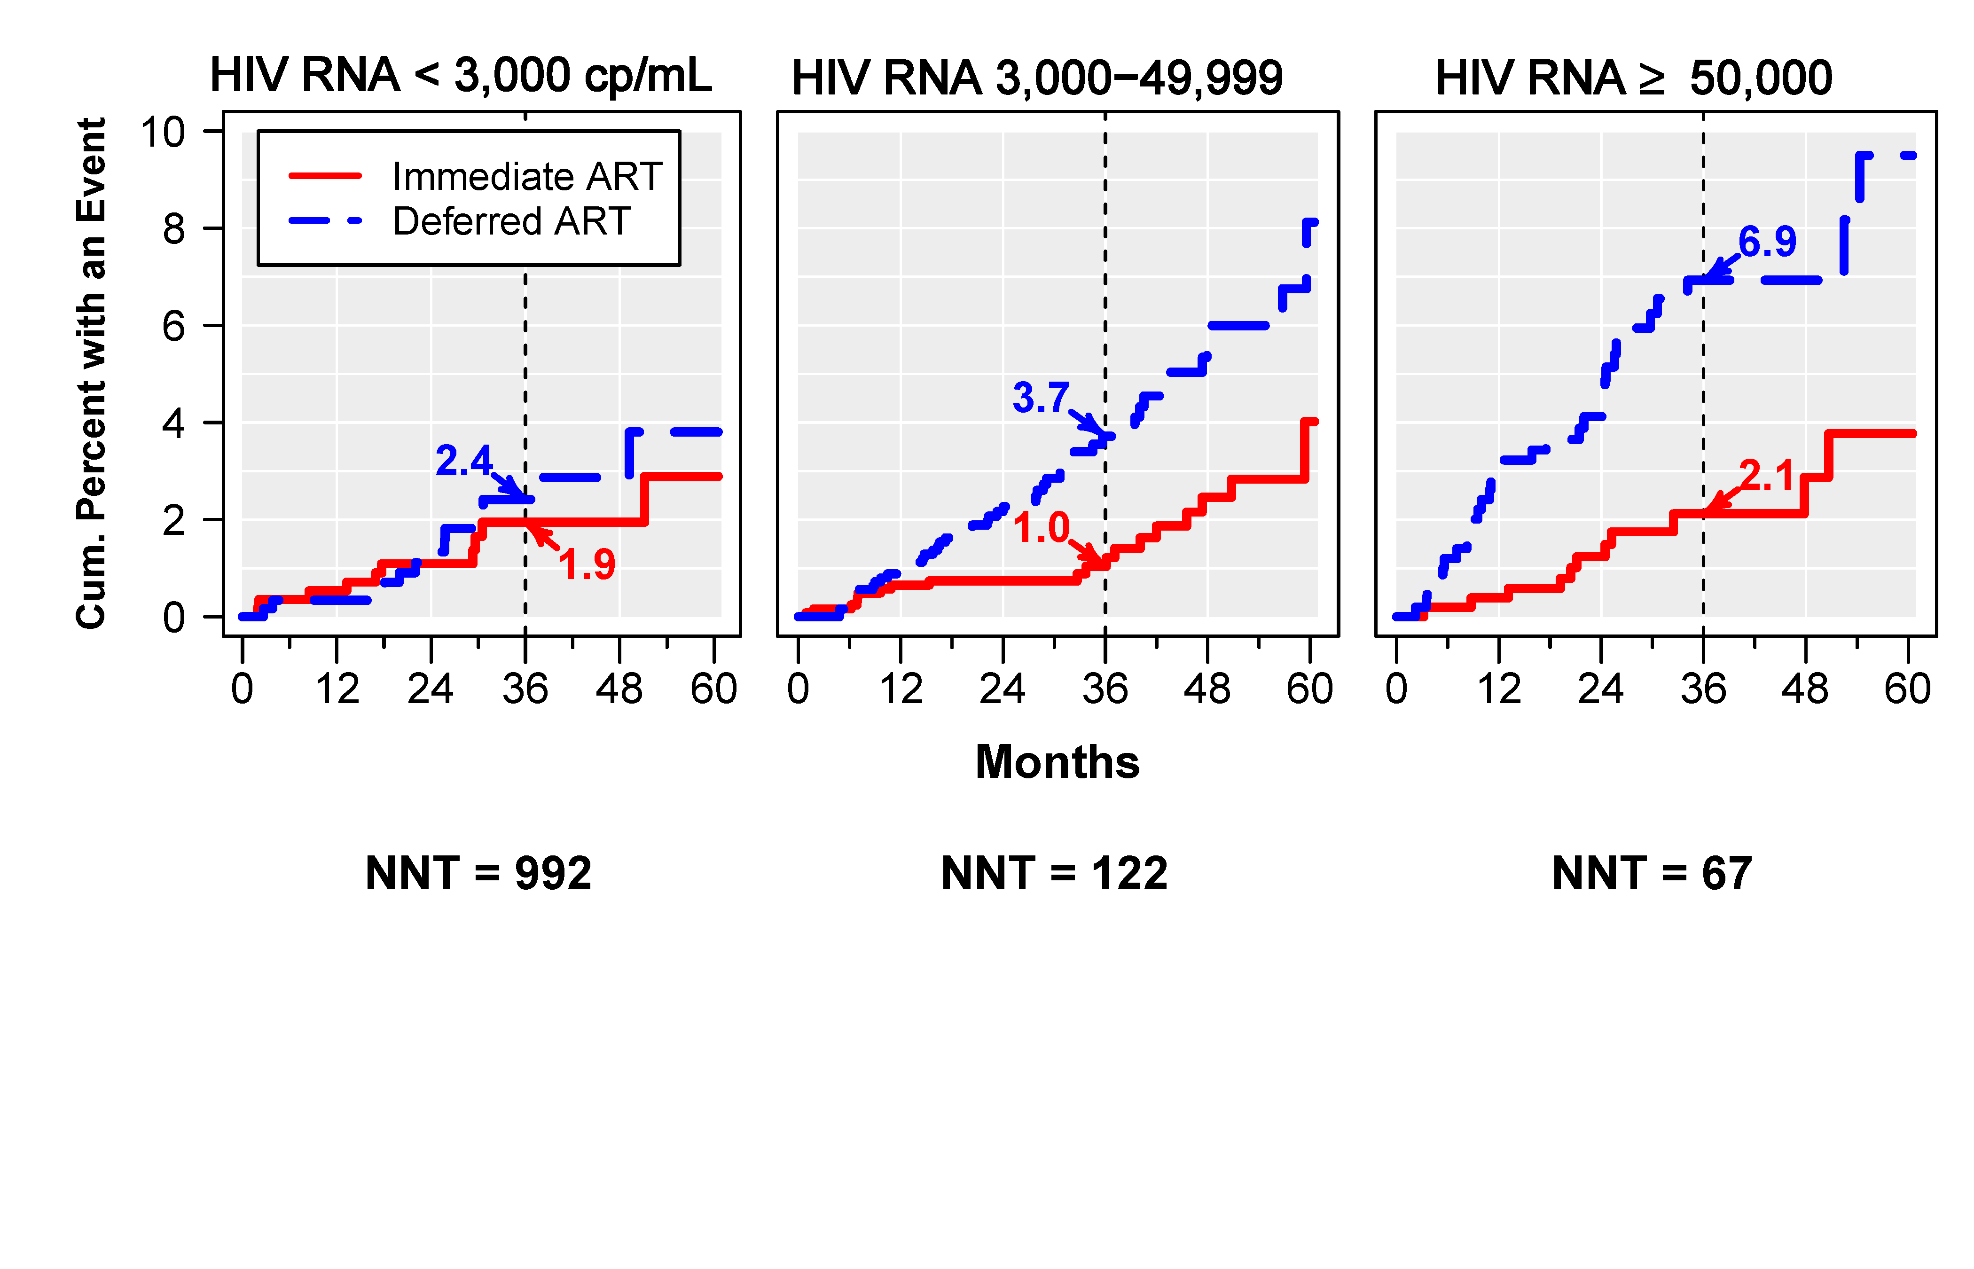 HIV RNA < 3,000 cp/mL
HIV RNA 3,000−49,999
HIV RNA ≥ 50,000
Cum. Percent with an Event
10
8
6
4
2
0
Immediate ART
Deferred ART
2.4
1.9
3.7
1.0
6.9
2.1
0 12 24 36 48 60
0 12 24 36 48 60
0 12 24 36 48 60
Months
NNT = 992
NNT = 122
NNT = 67